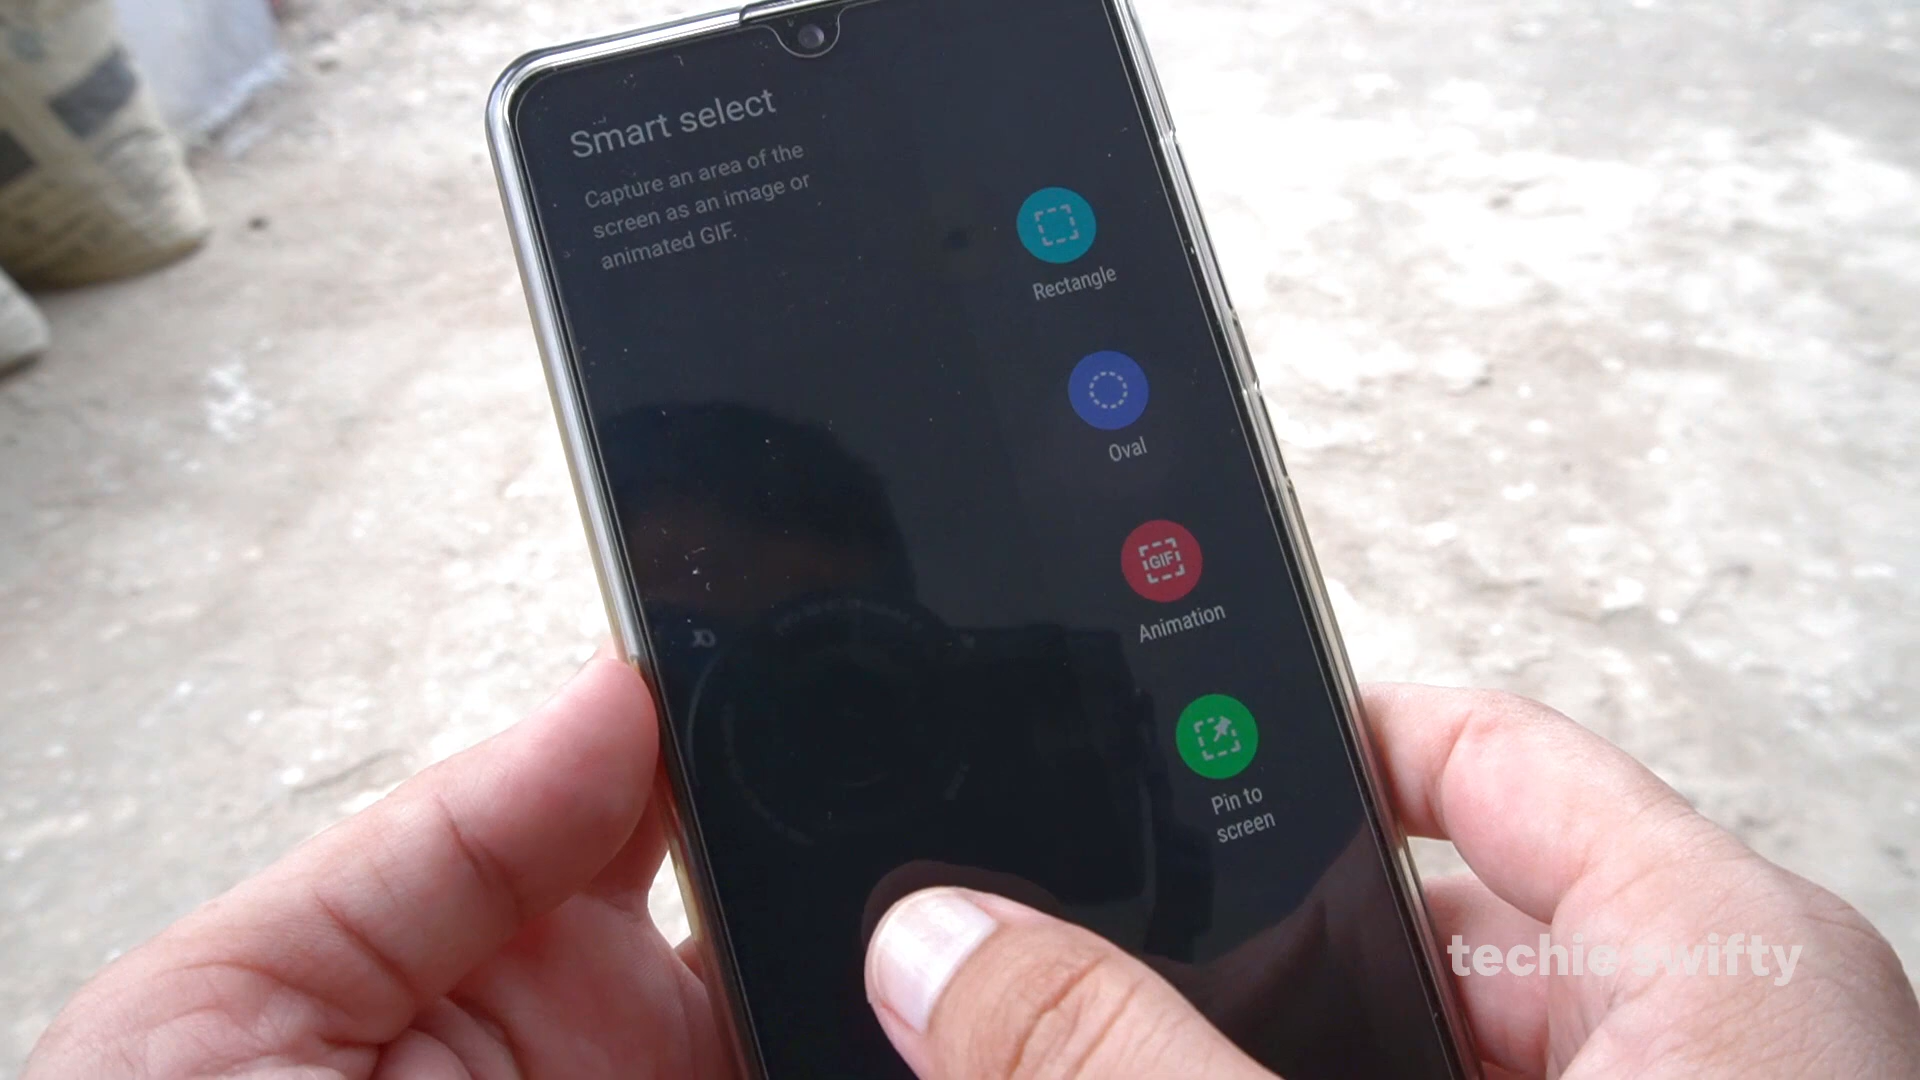 Smart select
Capture an area of the
screen as an image or
animated GIF.
Rectangle
Oval
GIF
Animation
Pin to
screen
techie swifty